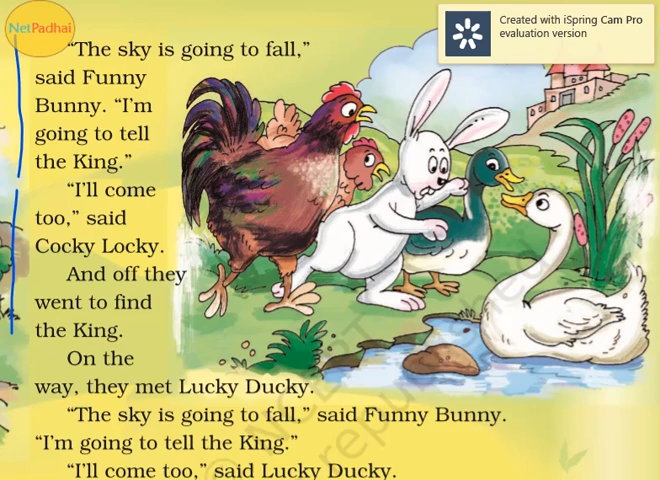 NetPadhai
Created with iSpring Cam Pro
evaluation version
"The sky is going to fall,"
said Funny
Bunny. "I'm
going to tell
the King."
"I'll come
too," said
Cocky Locky.
And off they
went to find
the King.
On the
way, they met Lucky Ducky.
"The sky is going to fall," said Funny Bunny.
"I'm going to tell the King."
"I'll come too," said Lucky Ducky.